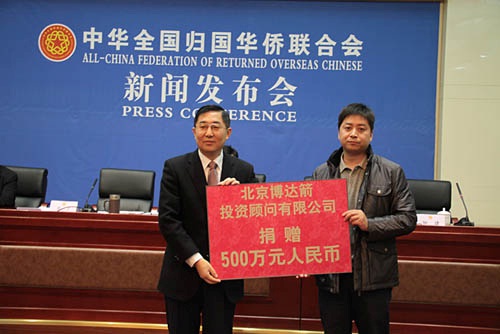 中华全国归国华侨联合会
ALL-CHINA FEDERATION OF RETURNED OVERSEAS CHINESE
新闻发布会
PRESS CONFERENCE
北京博达箭
投资顾问有限公司
捐 赠
500万元人民币